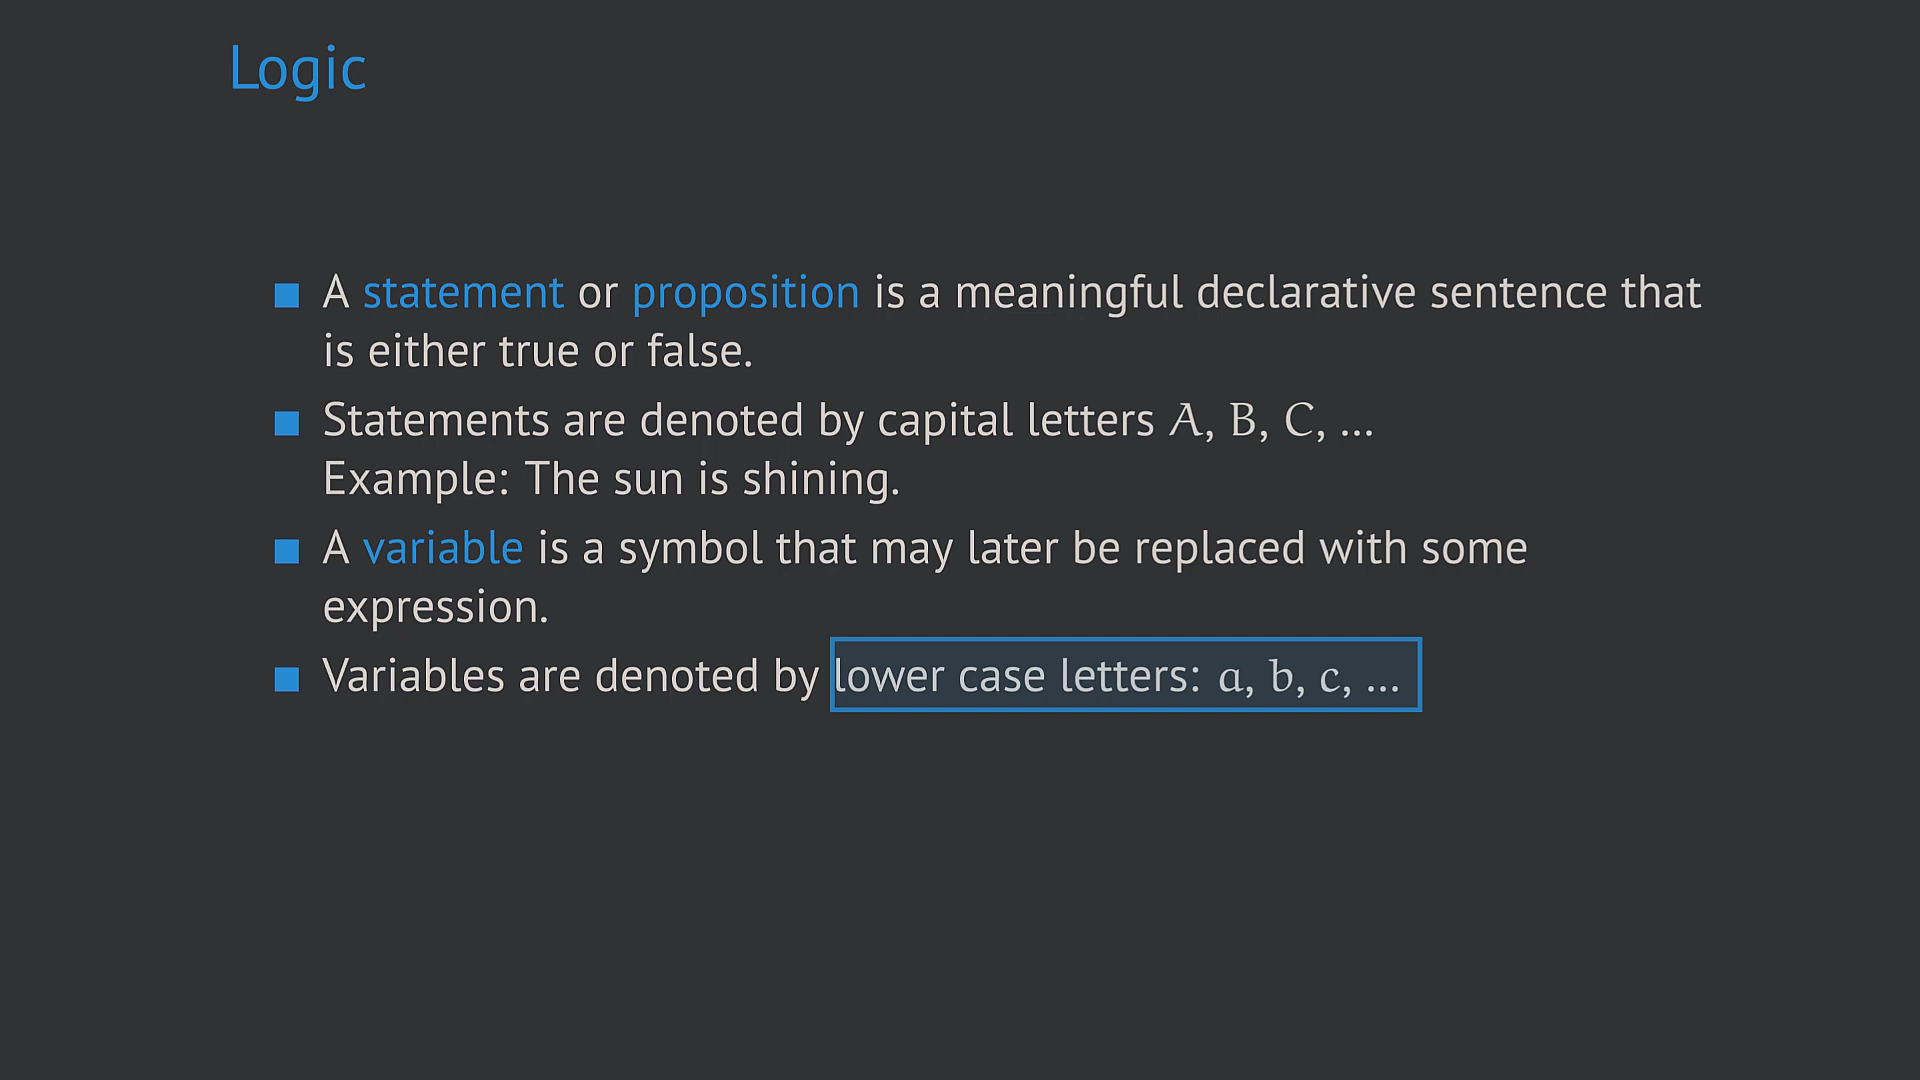 Logic
A statement or proposition is a meaningful declarative sentence that
is either true or false.
Statements are denoted by capital letters A, B, C, ...
Example: The sun is shining.
A variable is a symbol that may later be replaced with some
expression.
Variables are denoted by lower case letters: a, b, c, ...